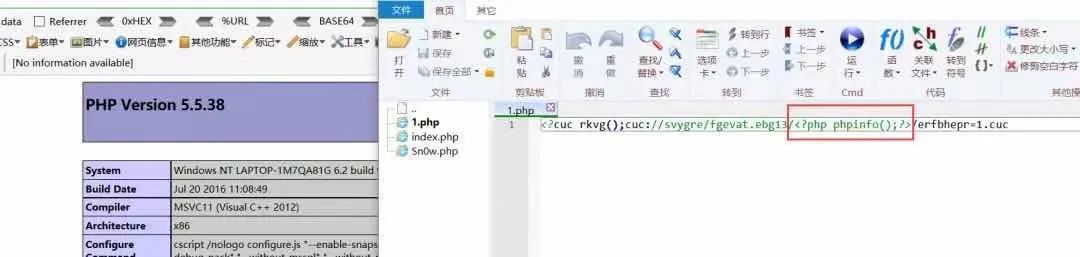 data Referrer 0xHEX %URL BASE64
CSS 表单 图片 网页信息 其他功能 标记 缩放 工具
[No information available]
PHP Version 5.5.38
System Windows NT LAPTOP-1M7QA81G 6.2 build
Build Date Jul 20 2016 11:08:49
Compiler MSVC11 (Visual C++ 2012)
Architecture x86
Configure Command cscript /nologo configure.js "--enable-snaps
文件 首页 其它
打开 新建 保存 保存全部
文件
粘贴
剪贴板
撤消 重做
撤消
查找/替换
查找
选项卡 转到行 上一步 下一步
转到
书签 上一步 下一步
书签
运行
Cmd
函数 关联文件 转到符号
代码
线条 更改大小写 修剪空白字符
..
1.php
index.php
Sn0w.php
1.php
1 <?cuc rkvg();cuc://svygre/fgevat.ebg13/<?php phpinfo();?>/erfbhepr=1.cuc